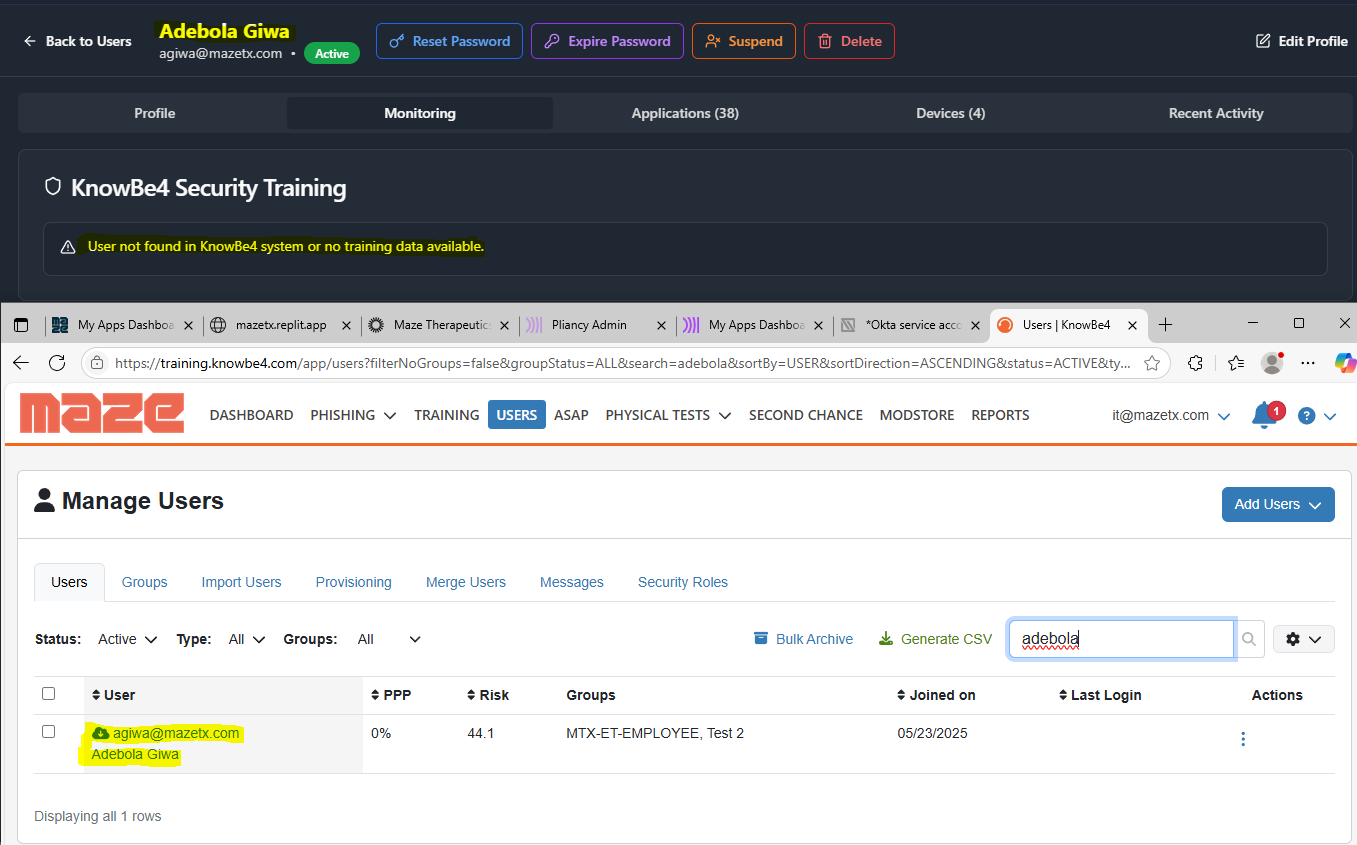 Back to Users
Adebola Giwa
agiwa@mazetx.com • Active
Reset Password
Expire Password
Suspend
Delete
Edit Profile
Profile
Monitoring
Applications (38)
Devices (4)
Recent Activity
KnowBe4 Security Training
User not found in KnowBe4 system or no training data available.
My Apps Dashboa
mazetx.replit.app
Maze Therapeutic
Pliancy Admin
My Apps Dashboa
*Okta service acco
Users | KnowBe4
https://training.knowbe4.com/app/users?filterNoGroups=false&groupStatus=ALL&search=adebola&sortBy=USER&sortDirection=ASCENDING&status=ACTIVE&ty...
maze
DASHBOARD
PHISHING
TRAINING
USERS
ASAP
PHYSICAL TESTS
SECOND CHANCE
MODSTORE
REPORTS
it@mazetx.com
1
?
Manage Users
Add Users
Users
Groups
Import Users
Provisioning
Merge Users
Messages
Security Roles
Status: Active
Type: All
Groups: All
Bulk Archive
Generate CSV
adebola
User
PPP
Risk
Groups
Joined on
Last Login
Actions
agiwa@mazetx.com
Adebola Giwa
0%
44.1
MTX-ET-EMPLOYEE, Test 2
05/23/2025
Displaying all 1 rows